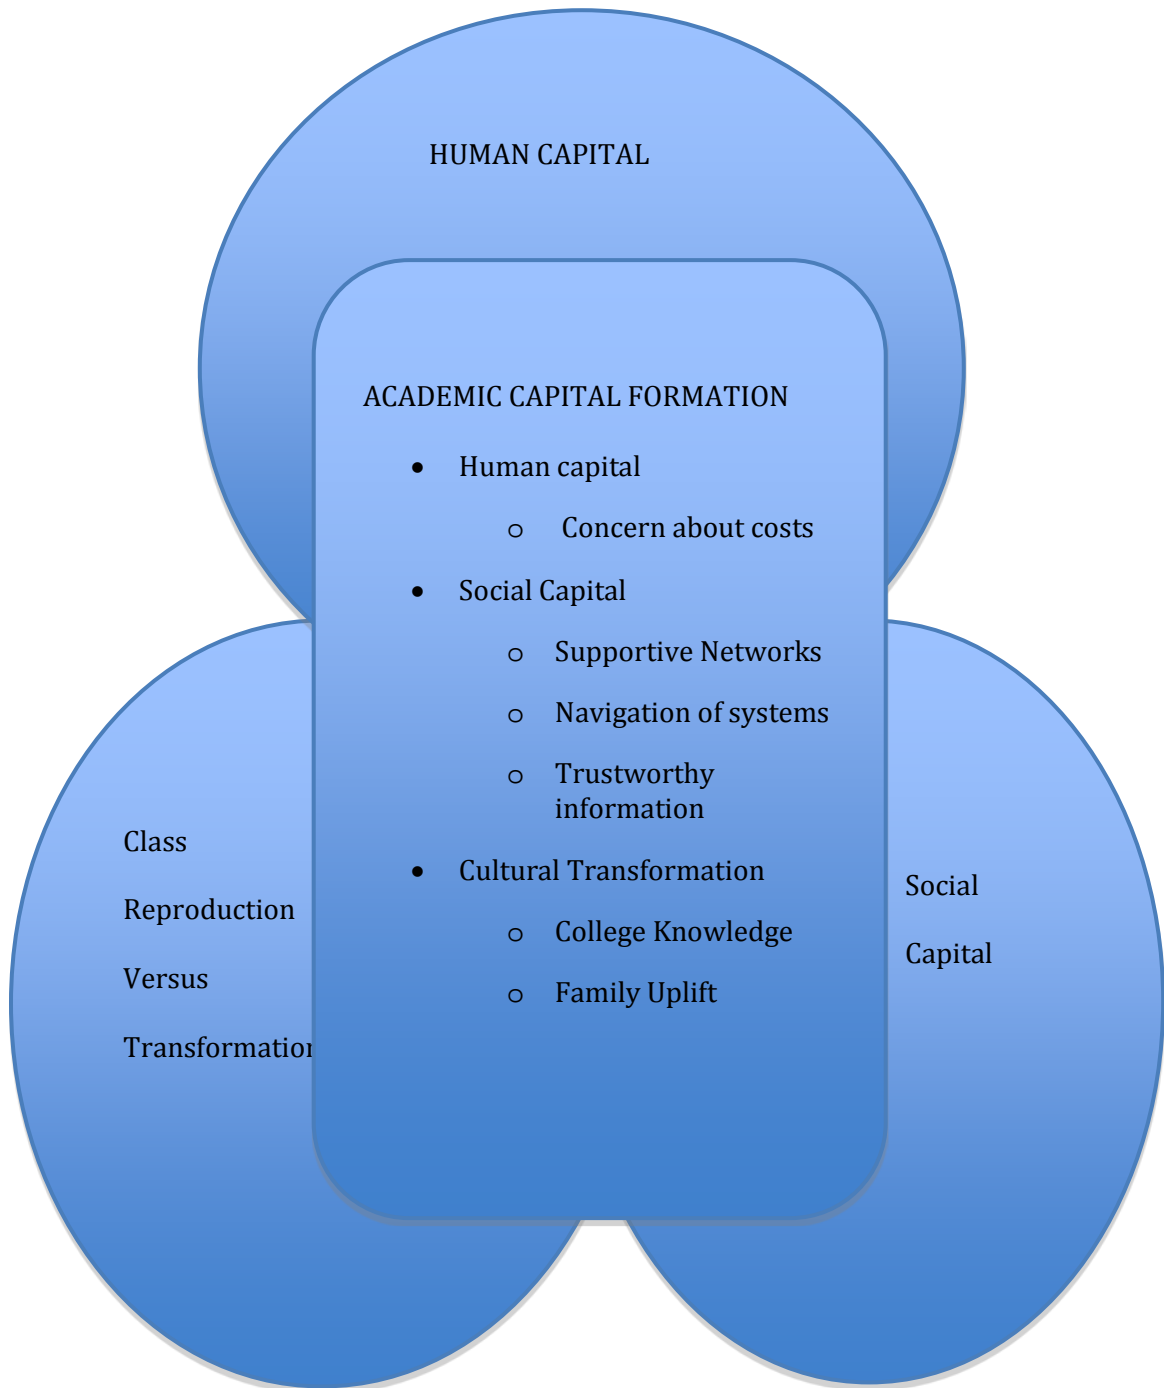 HUMAN CAPITAL
ACADEMIC CAPITAL FORMATION
• Human capital
o Concern about costs
• Social Capital
o Supportive Networks
o Navigation of systems
o Trustworthy
information
• Cultural Transformation
o College Knowledge
o Family Uplift
Class
Reproduction
Versus
Transformation
Social
Capital